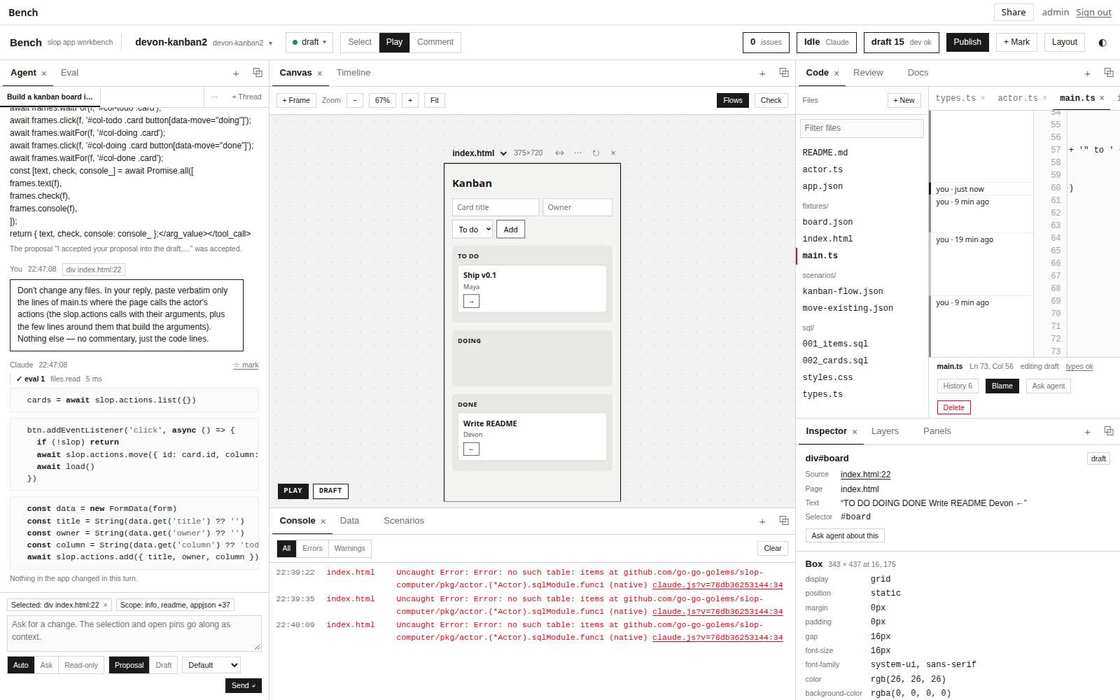 Bench
Share admin Sign out
Bench slop app workbench devon-kanban2 devon-kanban2 ▾ draft ▾ Select Play Comment 0 issues Idle Claude draft 15 dev ok Publish + Mark Layout
Agent × Eval +
Build a kanban board i... ··· + Thread
await frames.click(f, '#col-todo .card button[data-move="doing"]');
await frames.waitFor(f, '#col-doing .card');
await frames.click(f, '#col-doing .card button[data-move="done"]');
await frames.waitFor(f, '#col-done .card');
const [text, check, console_] = await Promise.all([
frames.text(f),
frames.check(f),
frames.console(f),
]);
return { text, check, console: console_ };</arg_value></tool_call>
The proposal "I accepted your proposal into the draft,..." was accepted.
You 22:47:08 div index.html:22
Don't change any files. In your reply, paste verbatim only
the lines of main.ts where the page calls the actor's
actions (the slop.actions calls with their arguments, plus
the few lines around them that build the arguments).
Nothing else — no commentary, just the code lines.
Claude 22:47:08 ☆ mark
✓ eval 1 files.read 5 ms
cards = await slop.actions.list({})
btn.addEventListener('click', async () => {
if (!slop) return
await slop.actions.move({ id: card.id, column:
await load()
})
const data = new FormData(form)
const title = String(data.get('title') ?? '')
const owner = String(data.get('owner') ?? '')
const column = String(data.get('column') ?? 'tod
await slop.actions.add({ title, owner, column })
Nothing in the app changed in this turn.
Selected: div index.html:22 × Scope: info, readme, appjson +37
Ask for a change. The selection and open pins go along as
context.
Auto Ask Read-only Proposal Draft Default
Send
Canvas × Timeline +
+ Frame Zoom − 67% + Fit Flows Check
index.html 375×720 ↔ ··· ↻ ×
Kanban
Card title Owner
To do Add
TO DO
Ship v0.1
Maya
→
DOING
DONE
Write README
Devon
←
PLAY DRAFT
Console × Data Scenarios +
All Errors Warnings Clear
22:39:22 index.html Uncaught Error: Error: no such table: items at github.com/go-go-golems/slop-
computer/pkg/actor.(*Actor).sqlModule.func1 (native) claude.js?v=78db36253144:34
22:39:35 index.html Uncaught Error: Error: no such table: items at github.com/go-go-golems/slop-
computer/pkg/actor.(*Actor).sqlModule.func1 (native) claude.js?v=78db36253144:34
22:40:09 index.html Uncaught Error: Error: no such table: items at github.com/go-go-golems/slop-
computer/pkg/actor.(*Actor).sqlModule.func1 (native) claude.js?v=78db36253144:34
Code × Review Docs +
Files + New
Filter files
README.md
actor.ts
app.json
fixtures/
board.json
index.html
main.ts
scenarios/
kanban-flow.json
move-existing.json
sql/
001_items.sql
002_cards.sql
styles.css
types.ts
types.ts × actor.ts × main.ts ×
54
55
56
57 + '" to '
58
59
you · just now 60 )
you · 9 min ago 61
62
63
you · 19 min ago 64
65
66
67
68
you · 9 min ago 69
70
71
72
73
main.ts Ln 73, Col 56 editing draft types ok
History 6 Blame Ask agent
Delete
Inspector × Layers Panels +
div#board draft
Source index.html:22
Page index.html
Text "TO DO DOING DONE Write README Devon ←"
Selector #board
Ask agent about this
Box 343 × 437 at 16, 175
display grid
position static
margin 0px
padding 0px
gap 16px
font-size 16px
font-family system-ui, sans-serif
color rgb(26, 26, 26)
background-color rgba(0, 0, 0, 0)